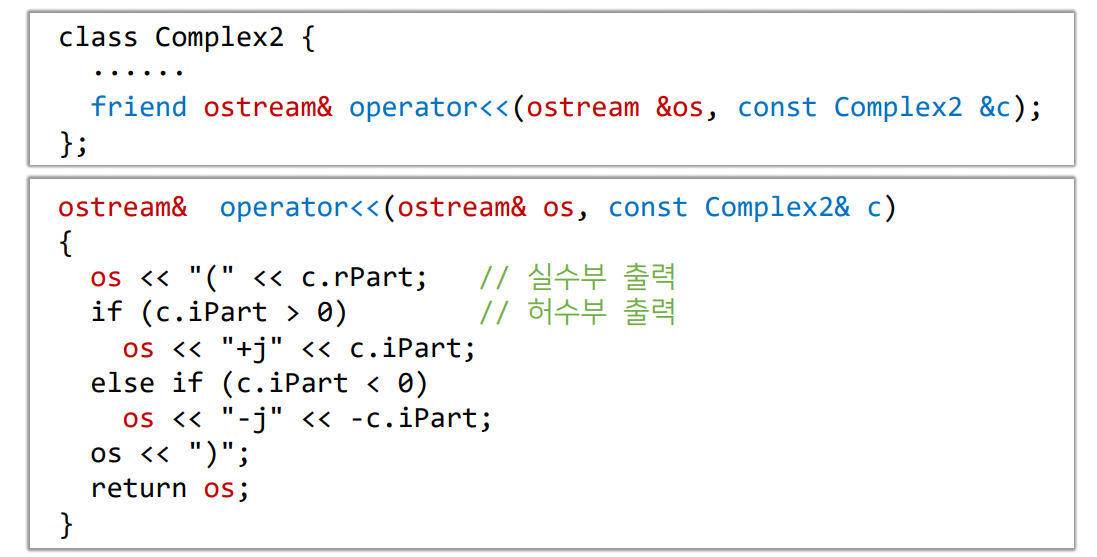 class Complex2 {
  ······
  friend ostream& operator<<(ostream &os, const Complex2 &c);
};
ostream&  operator<<(ostream& os, const Complex2& c)
{
  os << "(" << c.rPart;   // 실수부 출력
  if (c.iPart > 0)        // 허수부 출력
    os << "+j" << c.iPart;
  else if (c.iPart < 0)
    os << "-j" << -c.iPart;
  os << ")";
  return os;
}